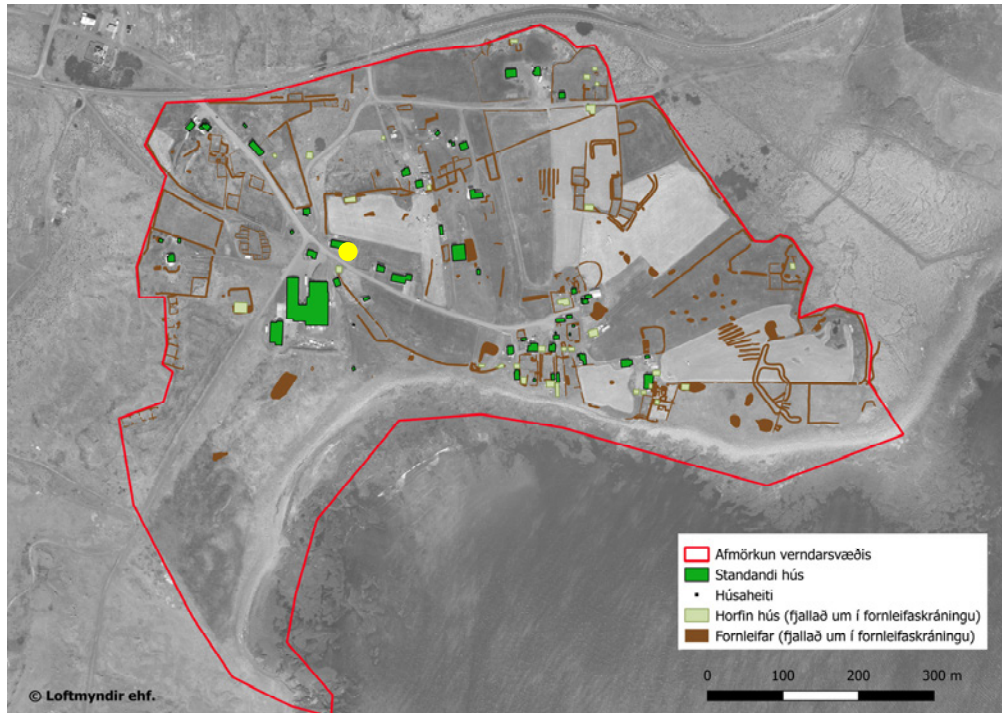 Afmörkun verndarsvæðis
Standandi hús
Húsaheiti
Horfin hús (fjallað um í fornleifaskráningu)
Fornleifar (fjallað um í fornleifaskráningu)
0 100 200 300 m
© Loftmyndir ehf.